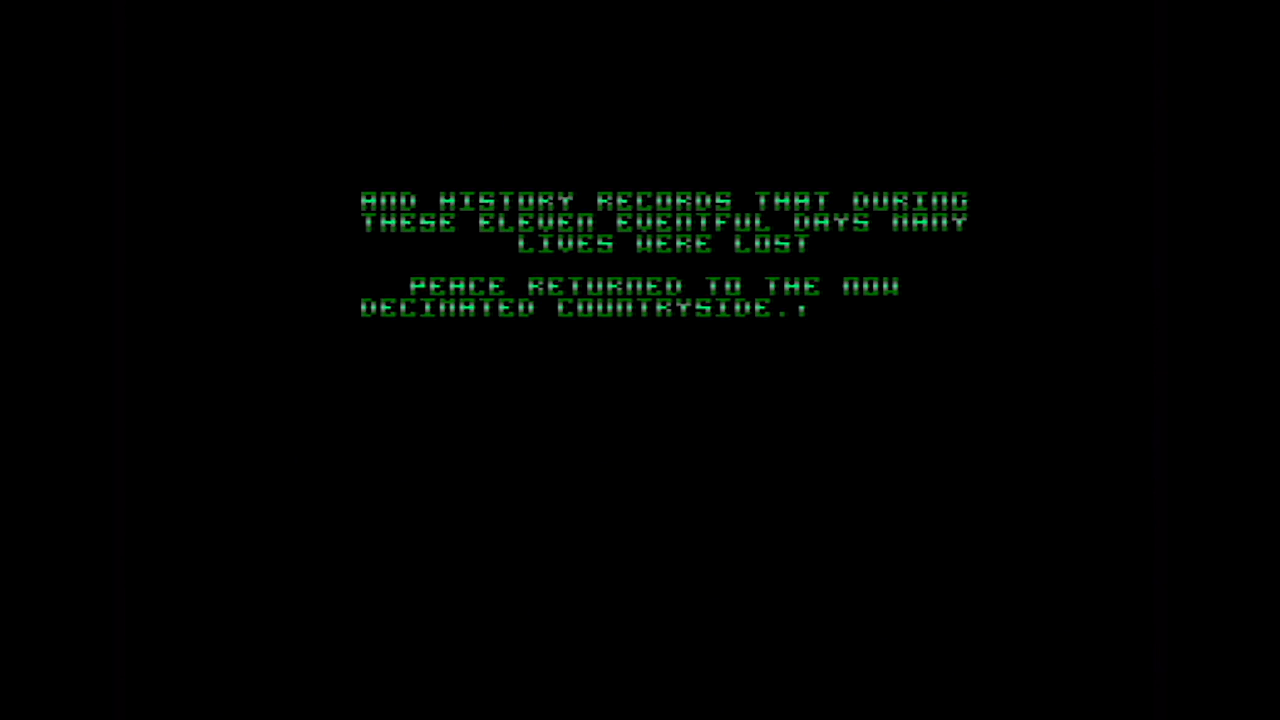 AND HISTORY RECORDS THAT DURING
THESE ELEVEN EVENTFUL DAYS MANY
LIVES WERE LOST
PEACE RETURNED TO THE NOW
DECIMATED COUNTRYSIDE..